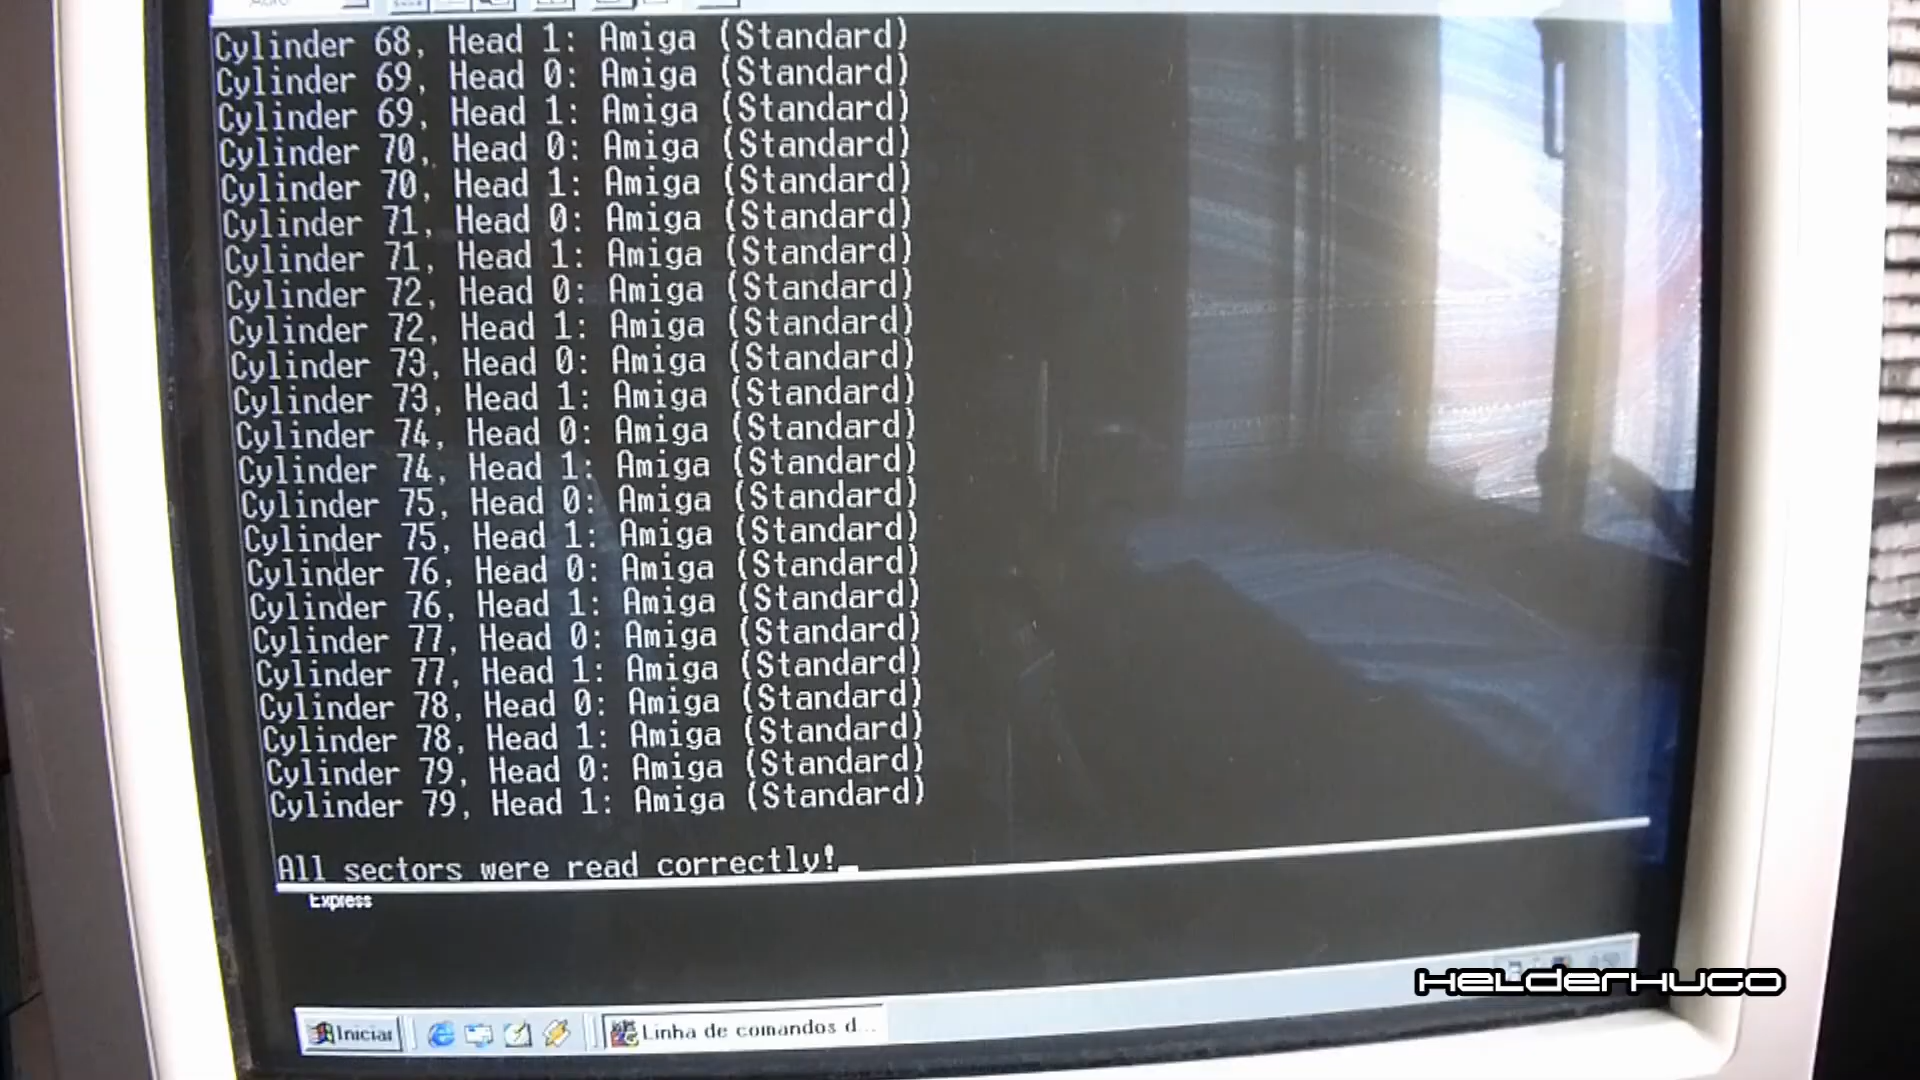 Cylinder 68, Head 1: Amiga (Standard)
Cylinder 69, Head 0: Amiga (Standard)
Cylinder 69, Head 1: Amiga (Standard)
Cylinder 70, Head 0: Amiga (Standard)
Cylinder 70, Head 1: Amiga (Standard)
Cylinder 71, Head 0: Amiga (Standard)
Cylinder 71, Head 1: Amiga (Standard)
Cylinder 72, Head 0: Amiga (Standard)
Cylinder 72, Head 1: Amiga (Standard)
Cylinder 73, Head 0: Amiga (Standard)
Cylinder 73, Head 1: Amiga (Standard)
Cylinder 74, Head 0: Amiga (Standard)
Cylinder 74, Head 1: Amiga (Standard)
Cylinder 75, Head 0: Amiga (Standard)
Cylinder 75, Head 1: Amiga (Standard)
Cylinder 76, Head 0: Amiga (Standard)
Cylinder 76, Head 1: Amiga (Standard)
Cylinder 77, Head 0: Amiga (Standard)
Cylinder 77, Head 1: Amiga (Standard)
Cylinder 78, Head 0: Amiga (Standard)
Cylinder 78, Head 1: Amiga (Standard)
Cylinder 79, Head 0: Amiga (Standard)
Cylinder 79, Head 1: Amiga (Standard)
All sectors were read correctly!_
Express
HELDERHUGO
Iniciar
Linha de comandos d...